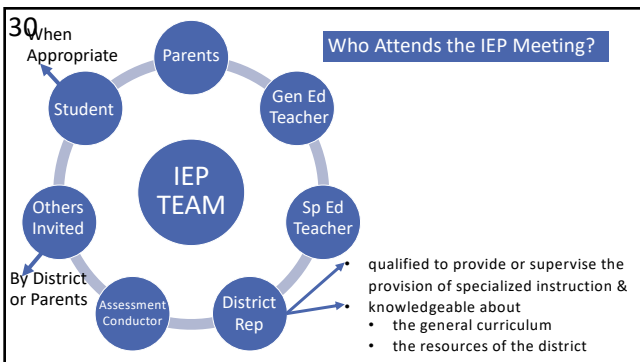 30
When
Appropriate
Who Attends the IEP Meeting?
Parents
Gen Ed
Teacher
Sp Ed
Teacher
District
Rep
Assessment
Conductor
Others
Invited
Student
IEP
TEAM
By District
or Parents
• qualified to provide or supervise the
provision of specialized instruction &
• knowledgeable about
• the general curriculum
• the resources of the district